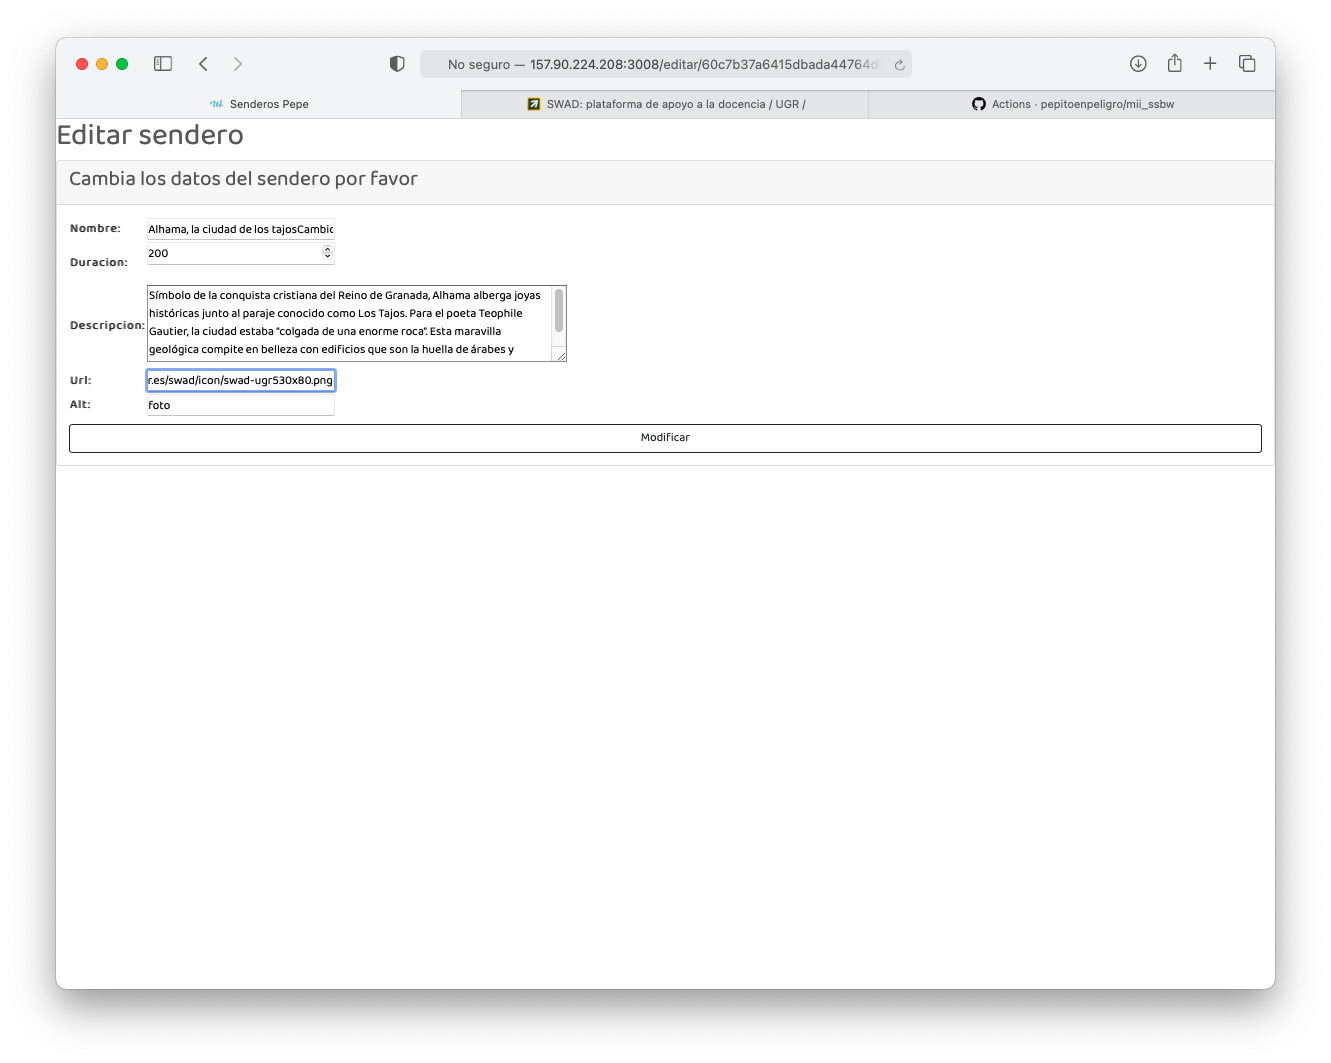 No seguro — 157.90.224.208:3008/editar/60c7b37a6415dbada44764d
Senderos Pepe
SWAD: plataforma de apoyo a la docencia / UGR /
Actions · pepitoenpeligro/mii_ssbw
Editar sendero
Cambia los datos del sendero por favor
Nombre: Alhama, la ciudad de los tajosCambio
Duracion: 200
Descripcion:
Símbolo de la conquista cristiana del Reino de Granada, Alhama alberga joyas
históricas junto al paraje conocido como Los Tajos. Para el poeta Teophile
Gautier, la ciudad estaba "colgada de una enorme roca". Esta maravilla
geológica compite en belleza con edificios que son la huella de árabes y
Url: r.es/swad/icon/swad-ugr530x80.png
Alt: foto
Modificar